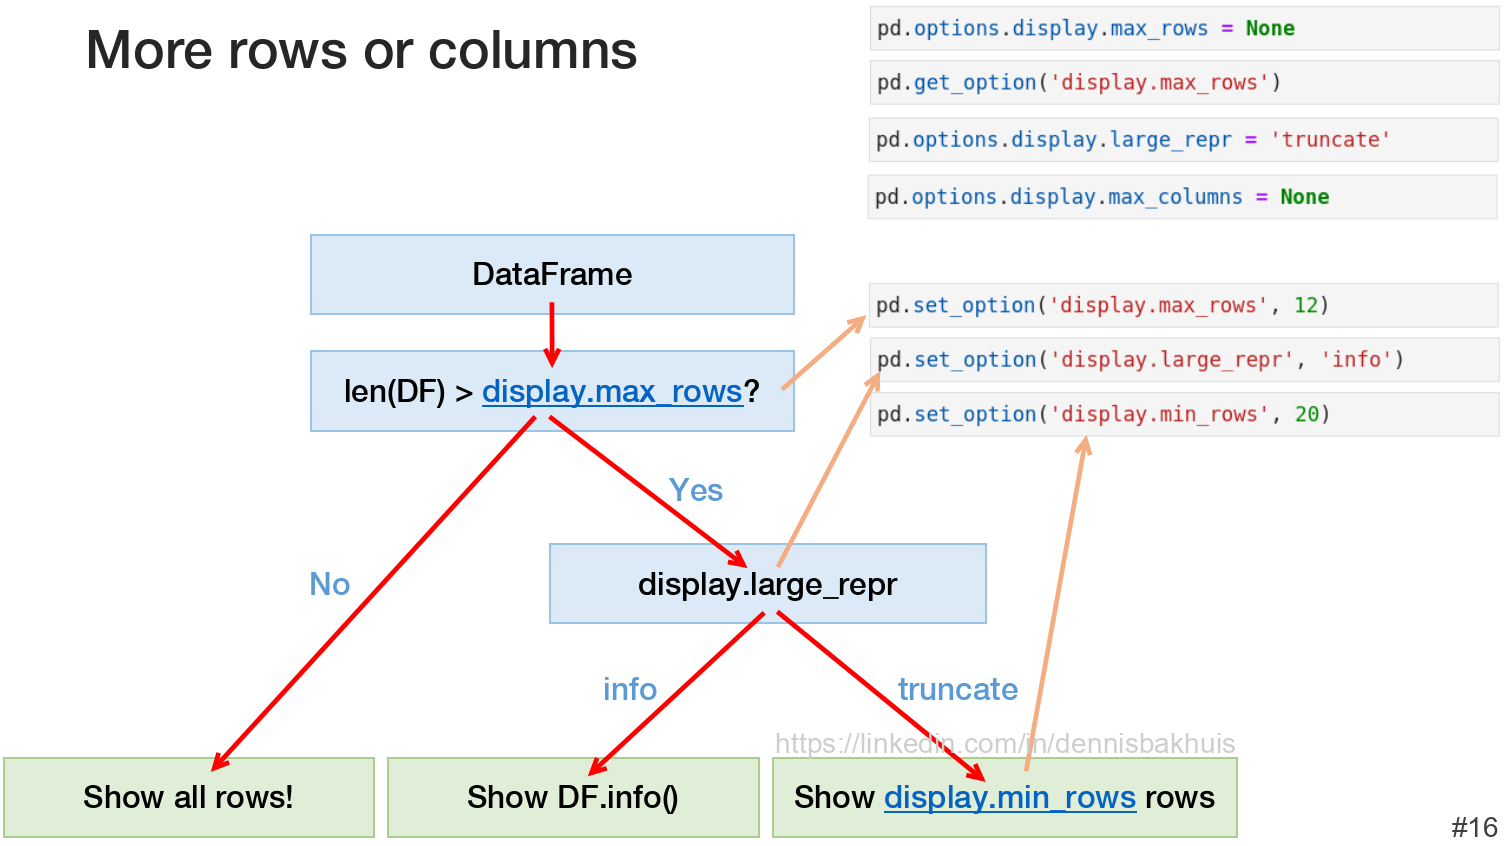 More rows or columns
pd.options.display.max_rows = None
pd.get_option('display.max_rows')
pd.options.display.large_repr = 'truncate'
pd.options.display.max_columns = None
DataFrame
pd.set_option('display.max_rows', 12)
pd.set_option('display.large_repr', 'info')
len(DF) > display.max_rows?
pd.set_option('display.min_rows', 20)
Yes
No
display.large_repr
info
truncate
https://linkedin.com/in/dennisbakhuis
Show all rows!
Show DF.info()
Show display.min_rows rows
#16